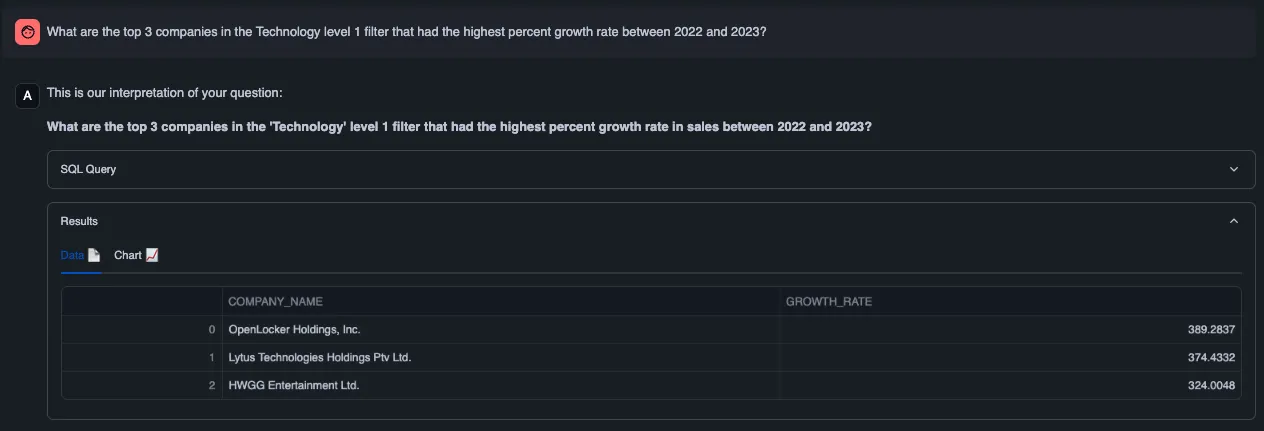 What are the top 3 companies in the Technology level 1 filter that had the highest percent growth rate between 2022 and 2023?
A
This is our interpretation of your question:
What are the top 3 companies in the 'Technology' level 1 filter that had the highest percent growth rate in sales between 2022 and 2023?
SQL Query
Results
Data Chart
COMPANY_NAME GROWTH_RATE
0 OpenLocker Holdings, Inc. 389.2837
1 Lytus Technologies Holdings Ptv Ltd. 374.4332
2 HWGG Entertainment Ltd. 324.0048